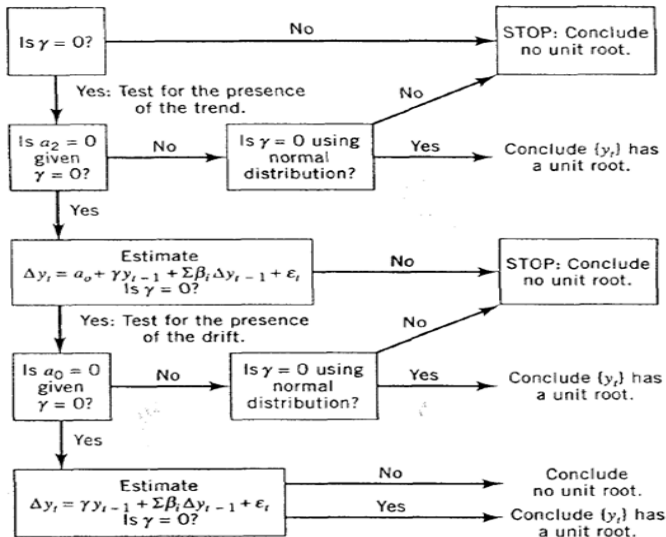 Is γ = 0?
No
STOP: Conclude
no unit root.
Yes: Test for the presence
of the trend.
No
Is a₂ = 0
given
γ = 0?
No
Is γ = 0 using
normal
distribution?
Yes
Conclude {yₜ} has
a unit root.
Yes
Estimate
Δyₜ = aₒ + γyₜ₋₁ + Σβᵢ Δyₜ₋₁ + εₜ
Is γ = 0?
No
STOP: Conclude
no unit root.
Yes: Test for the presence
of the drift.
No
Is a₀ = 0
given
γ = 0?
No
Is γ = 0 using
normal
distribution?
Yes
Conclude {yₜ} has
a unit root.
Yes
Estimate
Δyₜ = γyₜ₋₁ + Σβᵢ Δyₜ₋₁ + εₜ
Is γ = 0?
No
Conclude
no unit root.
Yes
Conclude {yₜ} has
a unit root.